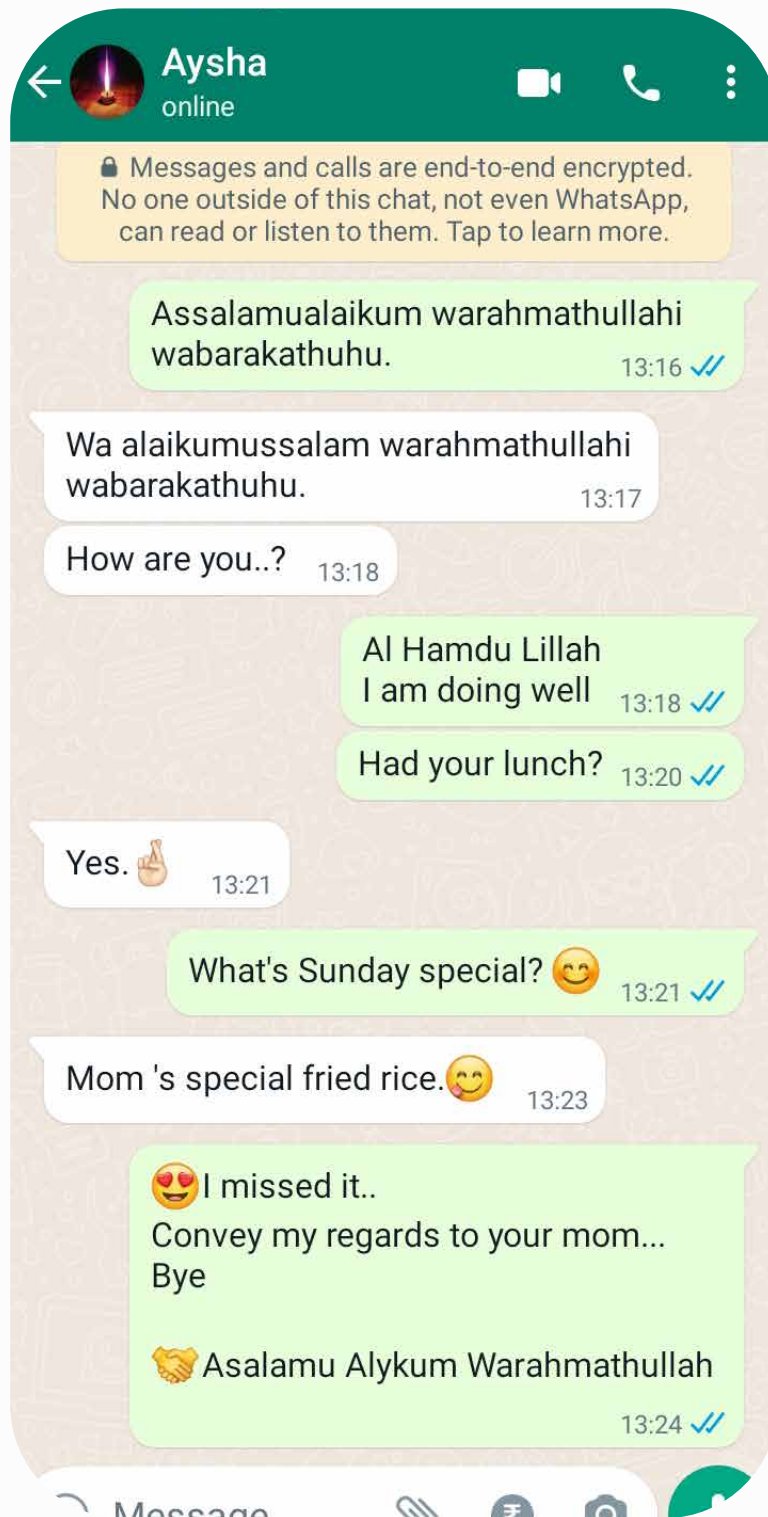 Aysha
online
Messages and calls are end-to-end encrypted.
No one outside of this chat, not even WhatsApp,
can read or listen to them. Tap to learn more.
Assalamualaikum warahmathullahi
wabarakathuhu.
13:16
Wa alaikumussalam warahmathullahi
wabarakathuhu.
13:17
How are you..? 13:18
Al Hamdu Lillah
I am doing well 13:18
Had your lunch? 13:20
Yes.🤞🏻 13:21
What's Sunday special? 😊 13:21
Mom 's special fried rice.😋 13:23
😍I missed it..
Convey my regards to your mom...
Bye
🤝Asalamu Alykum Warahmathullah
13:24
Message